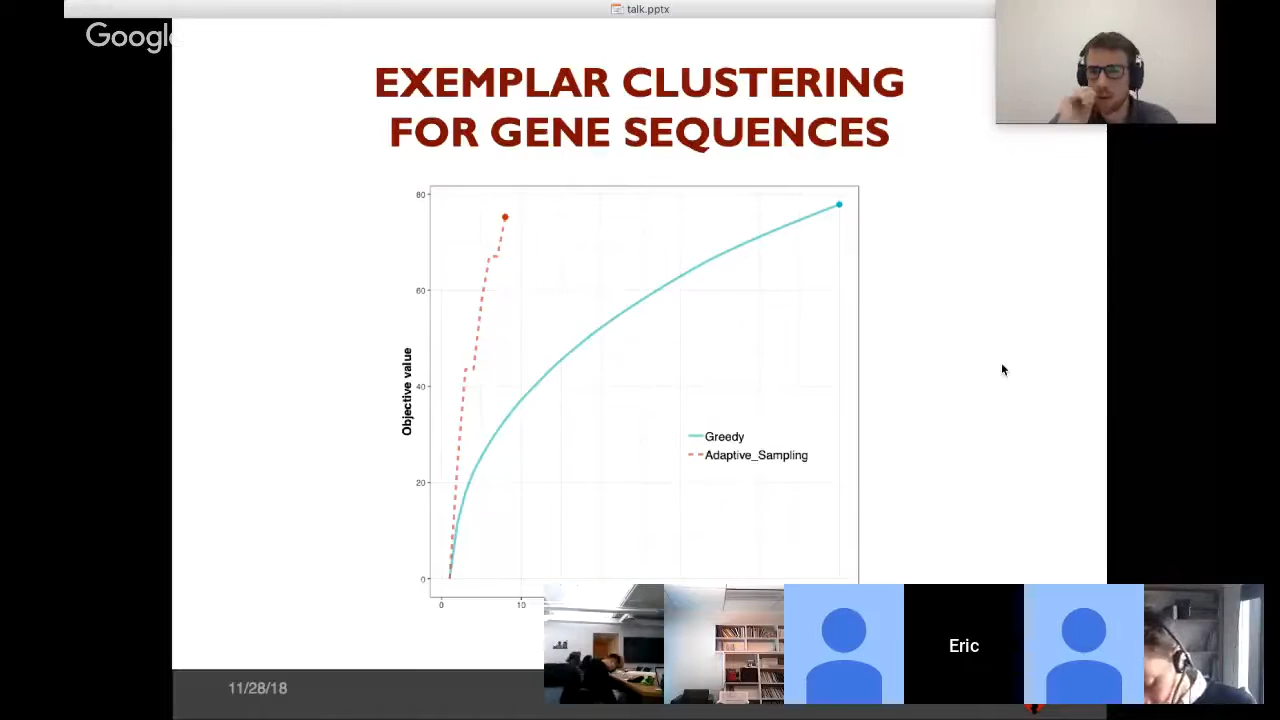 talk.pptx
Google
EXEMPLAR CLUSTERING
FOR GENE SEQUENCES
80
60
40
20
0
Objective value
Greedy
Adaptive_Sampling
0
10
Eric
11/28/18